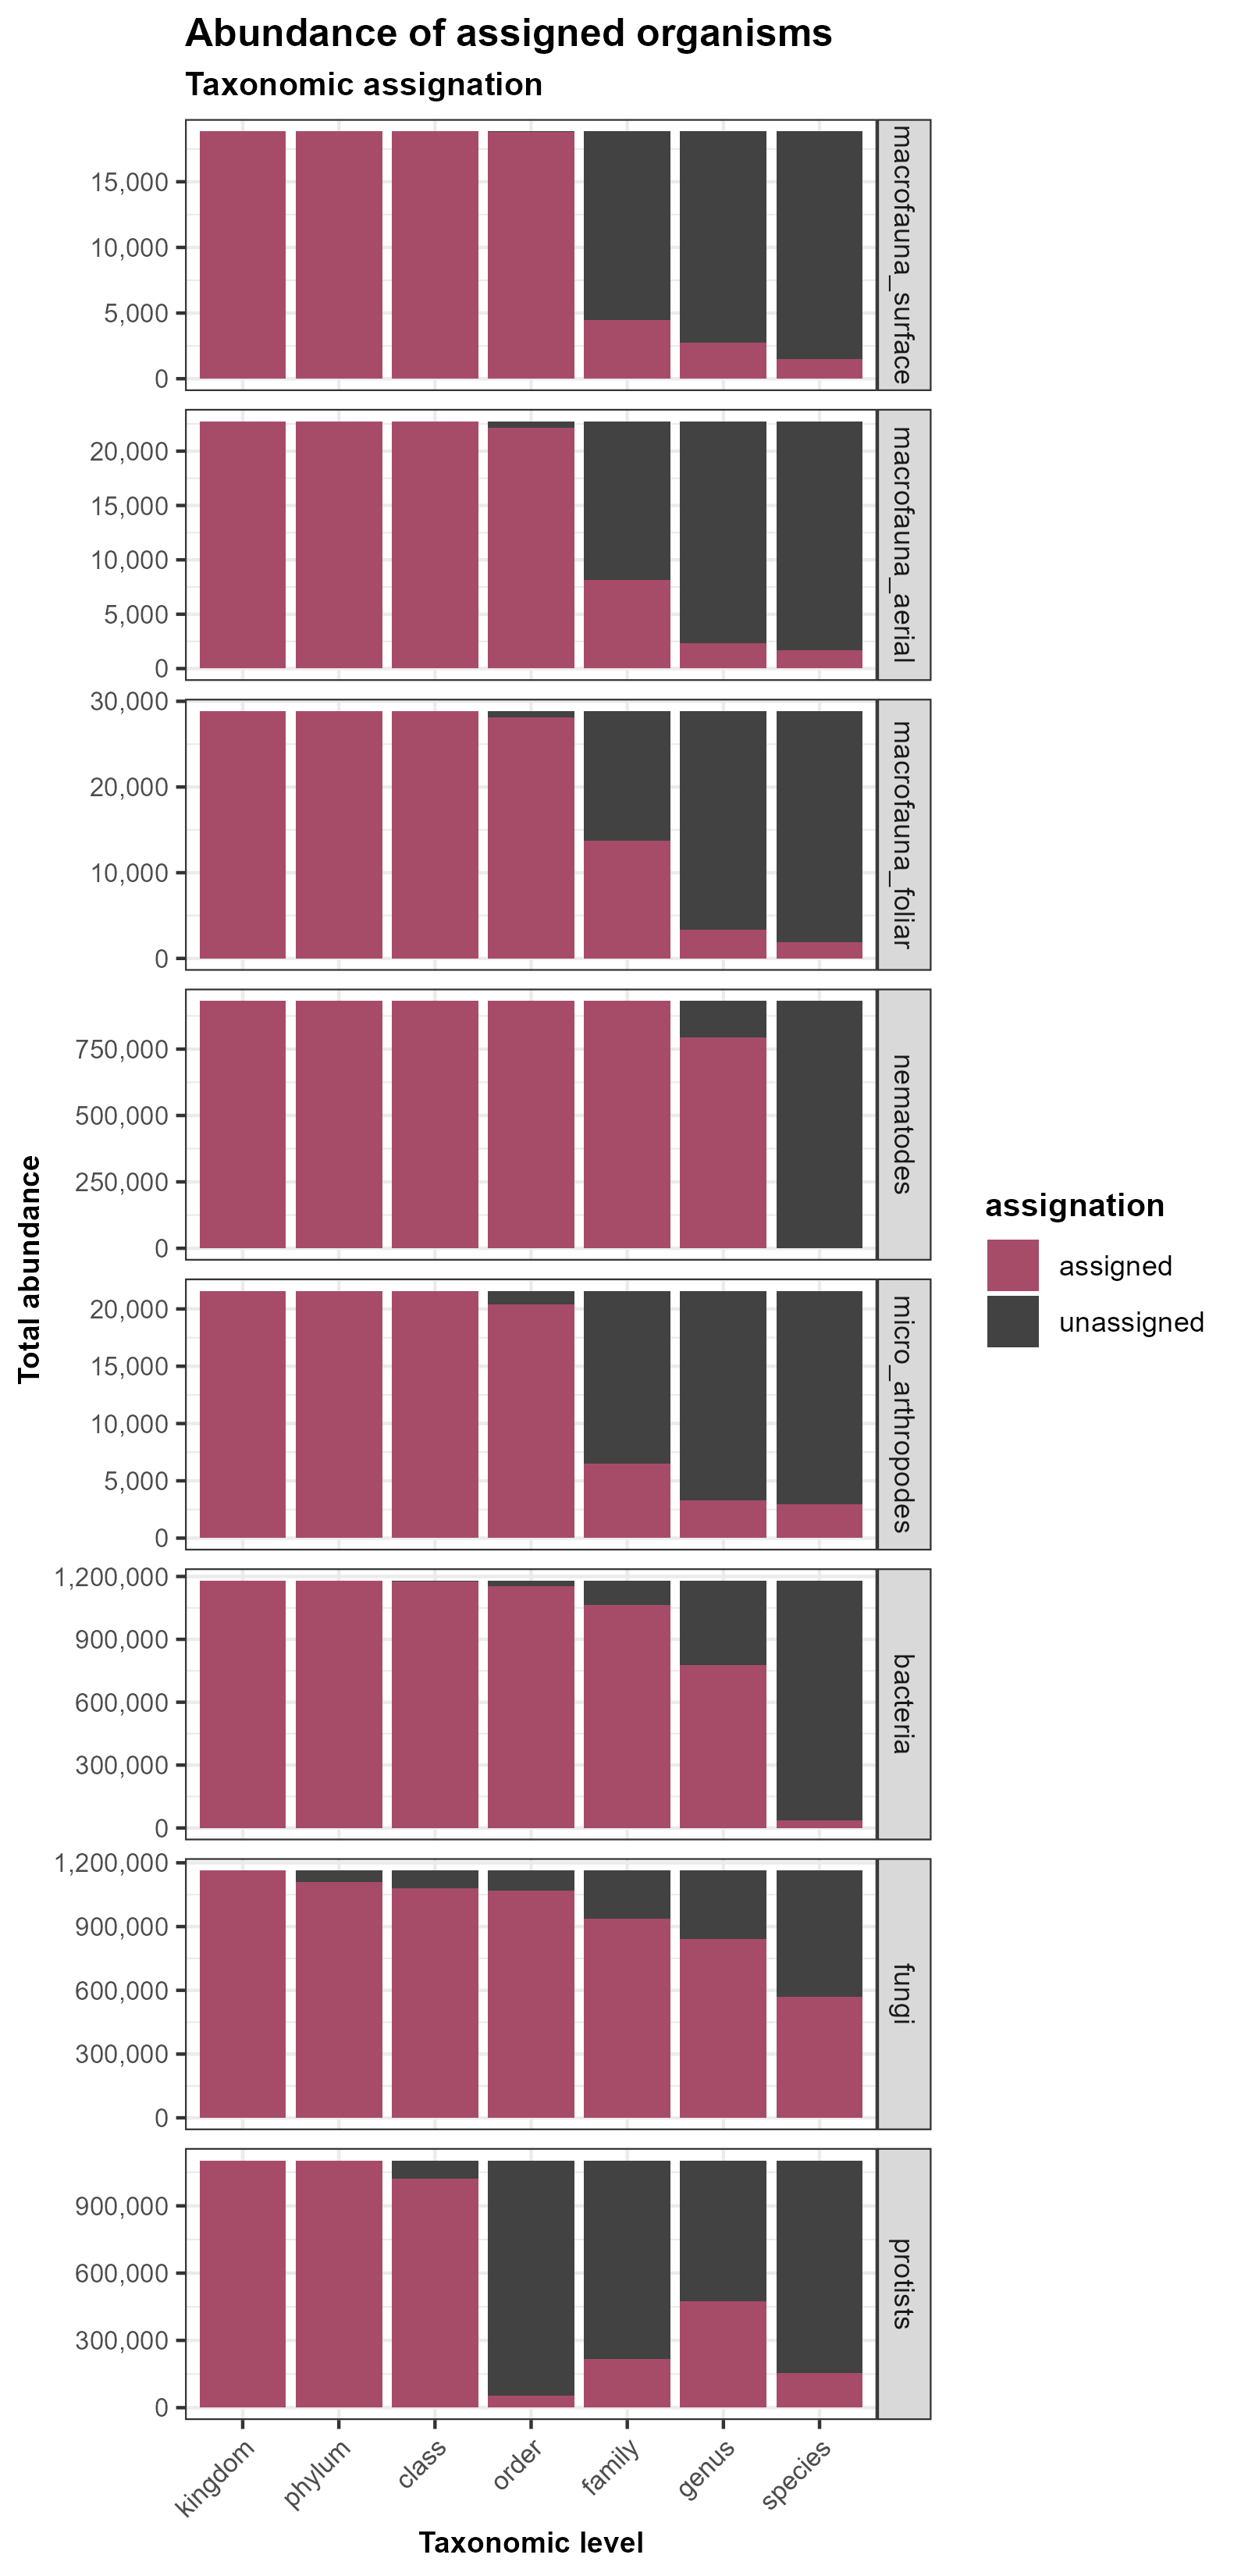 Abundance of assigned organisms
Taxonomic assignation
15,000
10,000
5,000
0
macrofauna_surface
20,000
15,000
10,000
5,000
0
macrofauna_aerial
30,000
20,000
10,000
0
macrofauna_foliar
750,000
500,000
250,000
0
nematodes
20,000
15,000
10,000
5,000
0
micro_arthropodes
1,200,000
900,000
600,000
300,000
0
bacteria
1,200,000
900,000
600,000
300,000
0
fungi
900,000
600,000
300,000
0
protists
kingdom
phylum
class
order
family
genus
species
Taxonomic level
Total abundance
assignation
assigned
unassigned